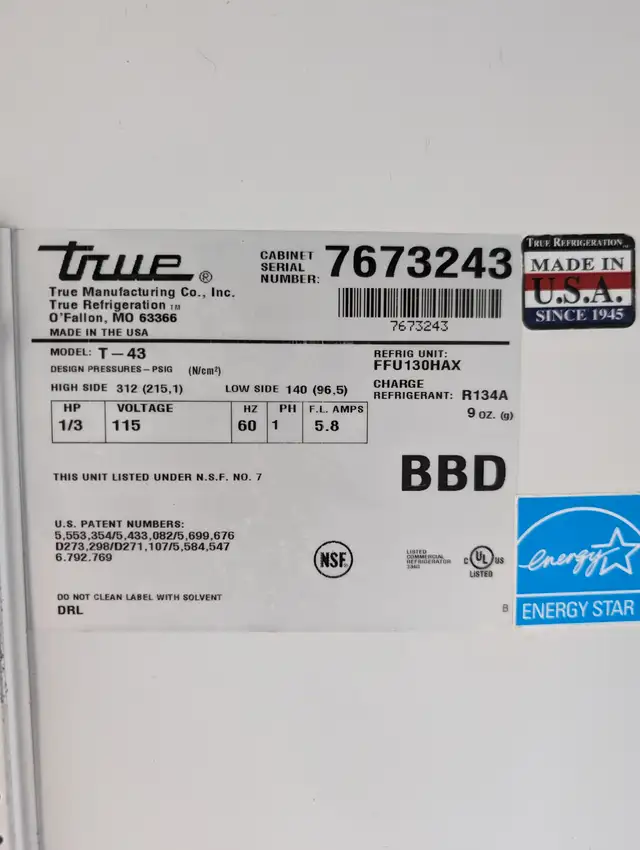 true ®
True Manufacturing Co., Inc.
True Refrigeration ™
O'Fallon, MO 63366
MADE IN THE USA
CABINET
SERIAL
NUMBER:
7673243
7673243
TRUE REFRIGERATION
MADE IN
U.S.A.
SINCE 1945
MODEL: T-43
DESIGN PRESSURES-PSIG (N/cm²)
HIGH SIDE 312 (215,1) LOW SIDE 140 (96,5)
REFRIG UNIT:
FFU130HAX
CHARGE
REFRIGERANT: R134A
9 oz. (g)
HP VOLTAGE HZ PH F.L. AMPS
1/3 115 60 1 5.8
THIS UNIT LISTED UNDER N.S.F. NO. 7
BBD
U.S. PATENT NUMBERS:
5,553,354/5,433,082/5,699,676
D273,298/D271,107/5,584,547
6.792.769
NSF
LISTED
COMMERCIAL
REFRIGERATOR
C UL US
LISTED
DO NOT CLEAN LABEL WITH SOLVENT
DRL
B
energy
ENERGY STAR